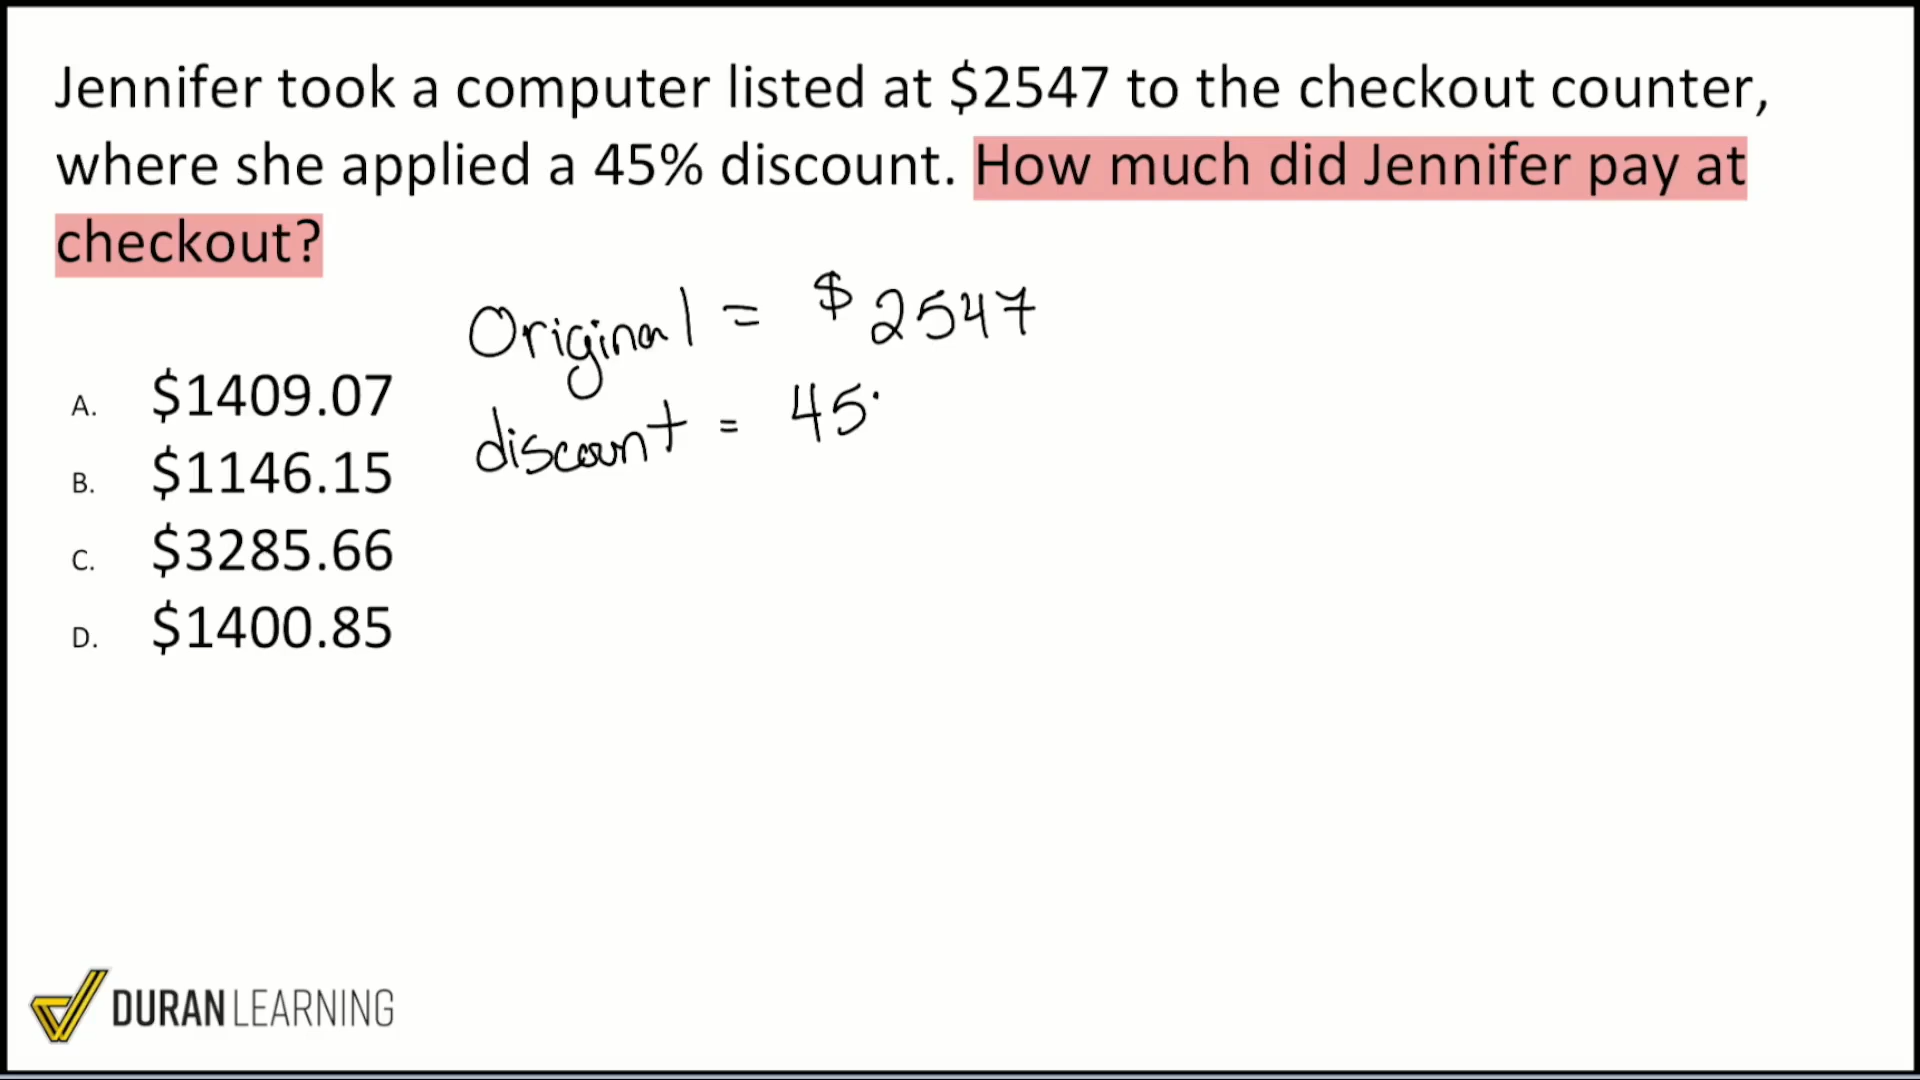 Jennifer took a computer listed at $2547 to the checkout counter,
where she applied a 45% discount. How much did Jennifer pay at
checkout?
Original = $2547
discount = 45
A. $1409.07
B. $1146.15
C. $3285.66
D. $1400.85
DURAN LEARNING